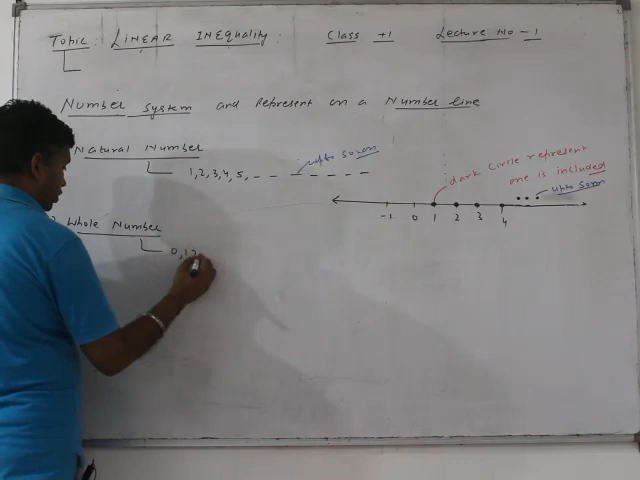 Topic: LINEAR INEQUALITY: Class +1 Lecture No -1
Number System and Represent on a Number line
Natural Number
1,2,3,4,5, upto soon
dark Circle represent
one is included
upto Soon
-1 0 1 2 3 4
Whole Number
0,1,2